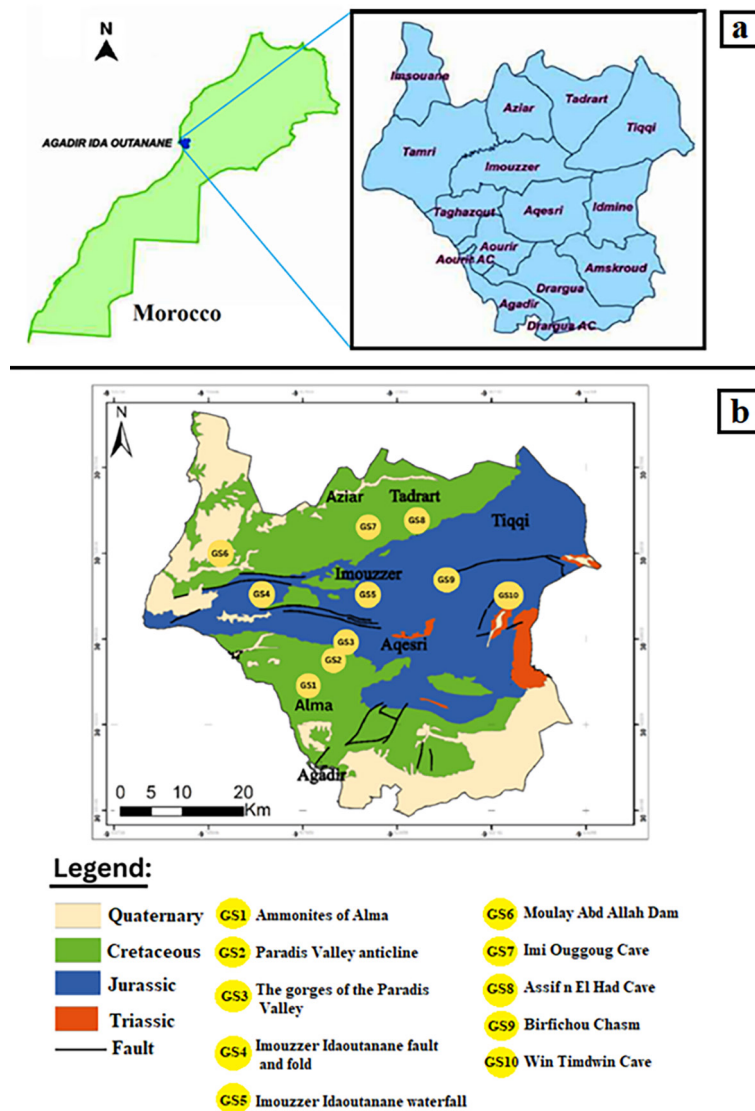 a
N
AGADIR IDA OUTANANE
Morocco
Imsouane
Aziar
Tadrart
Tiqqi
Tamri
Imouzzer
Taghazout
Aqesri
Idmine
Aourir
Aourir AC
Amskroud
Drargua
Agadir
Drargua AC
b
N
Aziar
Tadrart
Tiqqi
GS7
GS8
GS6
Imouzzer
GS9
GS4
GS5
GS10
GS3
Aqesri
GS2
GS1
Alma
Agadir
0 5 10 20
Km
Legend:
Quaternary
Cretaceous
Jurassic
Triassic
Fault
GS1 Ammonites of Alma
GS2 Paradis Valley anticline
GS3 The gorges of the Paradis
Valley
GS4 Imouzzer Idaoutanane fault
and fold
GS5 Imouzzer Idaoutanane waterfall
GS6 Moulay Abd Allah Dam
GS7 Imi Ouggoug Cave
GS8 Assif n El Had Cave
GS9 Birfichou Chasm
GS10 Win Timdwin Cave